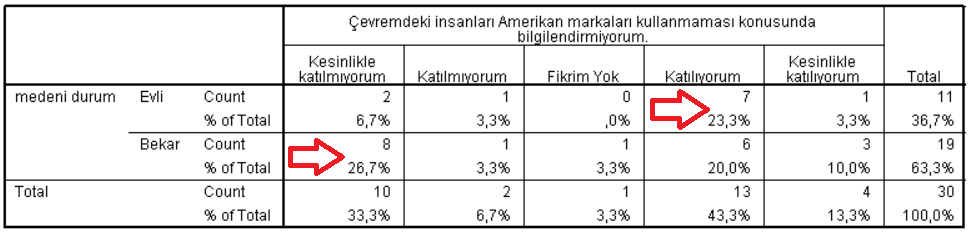 Çevremdeki insanları Amerikan markaları kullanmaması konusunda
bilgilendirmiyorum.
Kesinlikle
katılmıyorum Katılmıyorum Fikrim Yok Katılıyorum Kesinlikle
katılıyorum Total
medeni durum Evli Count 2 1 0 7 1 11
% of Total 6,7% 3,3% ,0% 23,3% 3,3% 36,7%
Bekar Count 8 1 1 6 3 19
% of Total 26,7% 3,3% 3,3% 20,0% 10,0% 63,3%
Total Count 10 2 1 13 4 30
% of Total 33,3% 6,7% 3,3% 43,3% 13,3% 100,0%